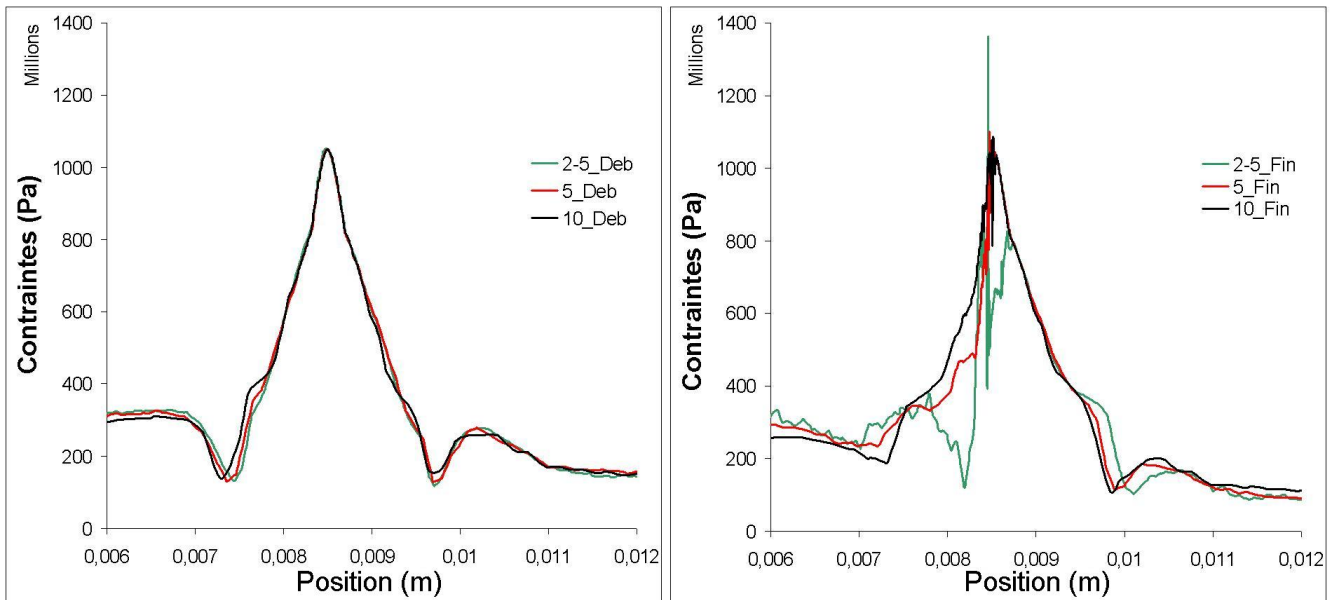 1400
Millions
1200
1000
800
600
400
200
0
Contraintes (Pa)
2-5_Deb
5_Deb
10_Deb
0,006
0,007
0,008
0,009
0,01
0,011
0,012
Position (m)
1400
Millions
1200
1000
800
600
400
200
0
Contraintes (Pa)
2-5_Fin
5_Fin
10_Fin
0,006
0,007
0,008
0,009
0,01
0,011
0,012
Position (m)